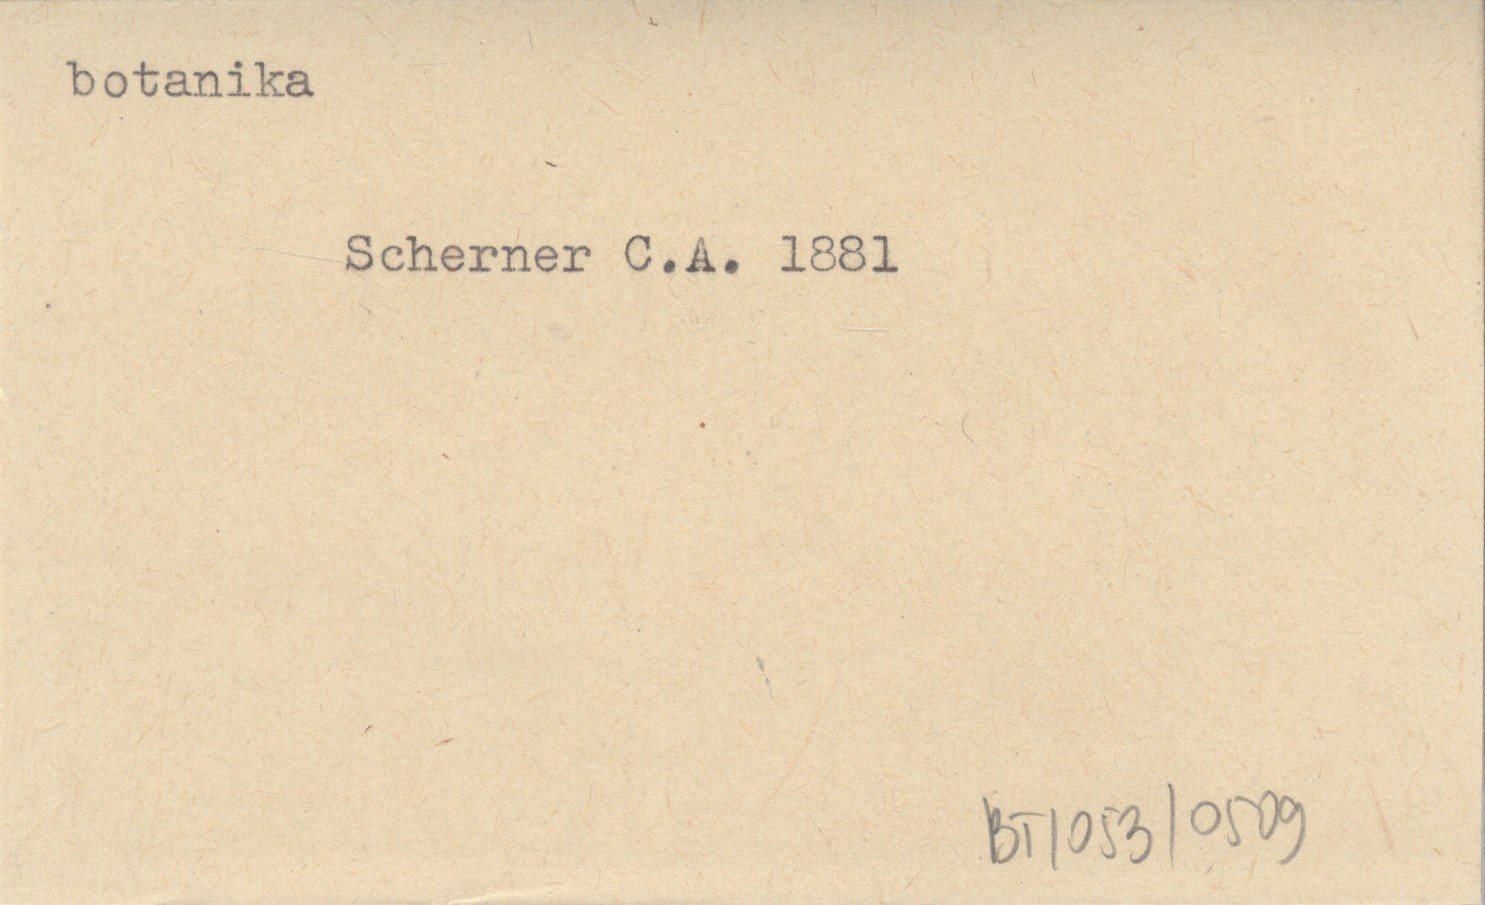 botanika
Scherner C.A. 1881
BT/053/0509